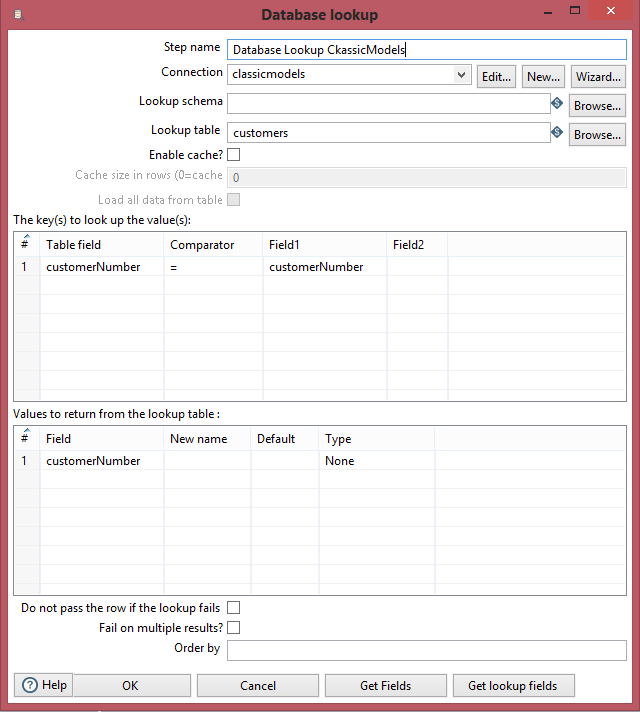 Database lookup
Step name Database Lookup CkassicModels
Connection classicmodels Edit... New... Wizard...
Lookup schema Browse...
Lookup table customers Browse...
Enable cache?
Cache size in rows (0=cache 0
Load all data from table
The key(s) to look up the value(s):
# Table field Comparator Field1 Field2
1 customerNumber = customerNumber
Values to return from the lookup table :
# Field New name Default Type
1 customerNumber None
Do not pass the row if the lookup fails
Fail on multiple results?
Order by
Help OK Cancel Get Fields Get lookup fields